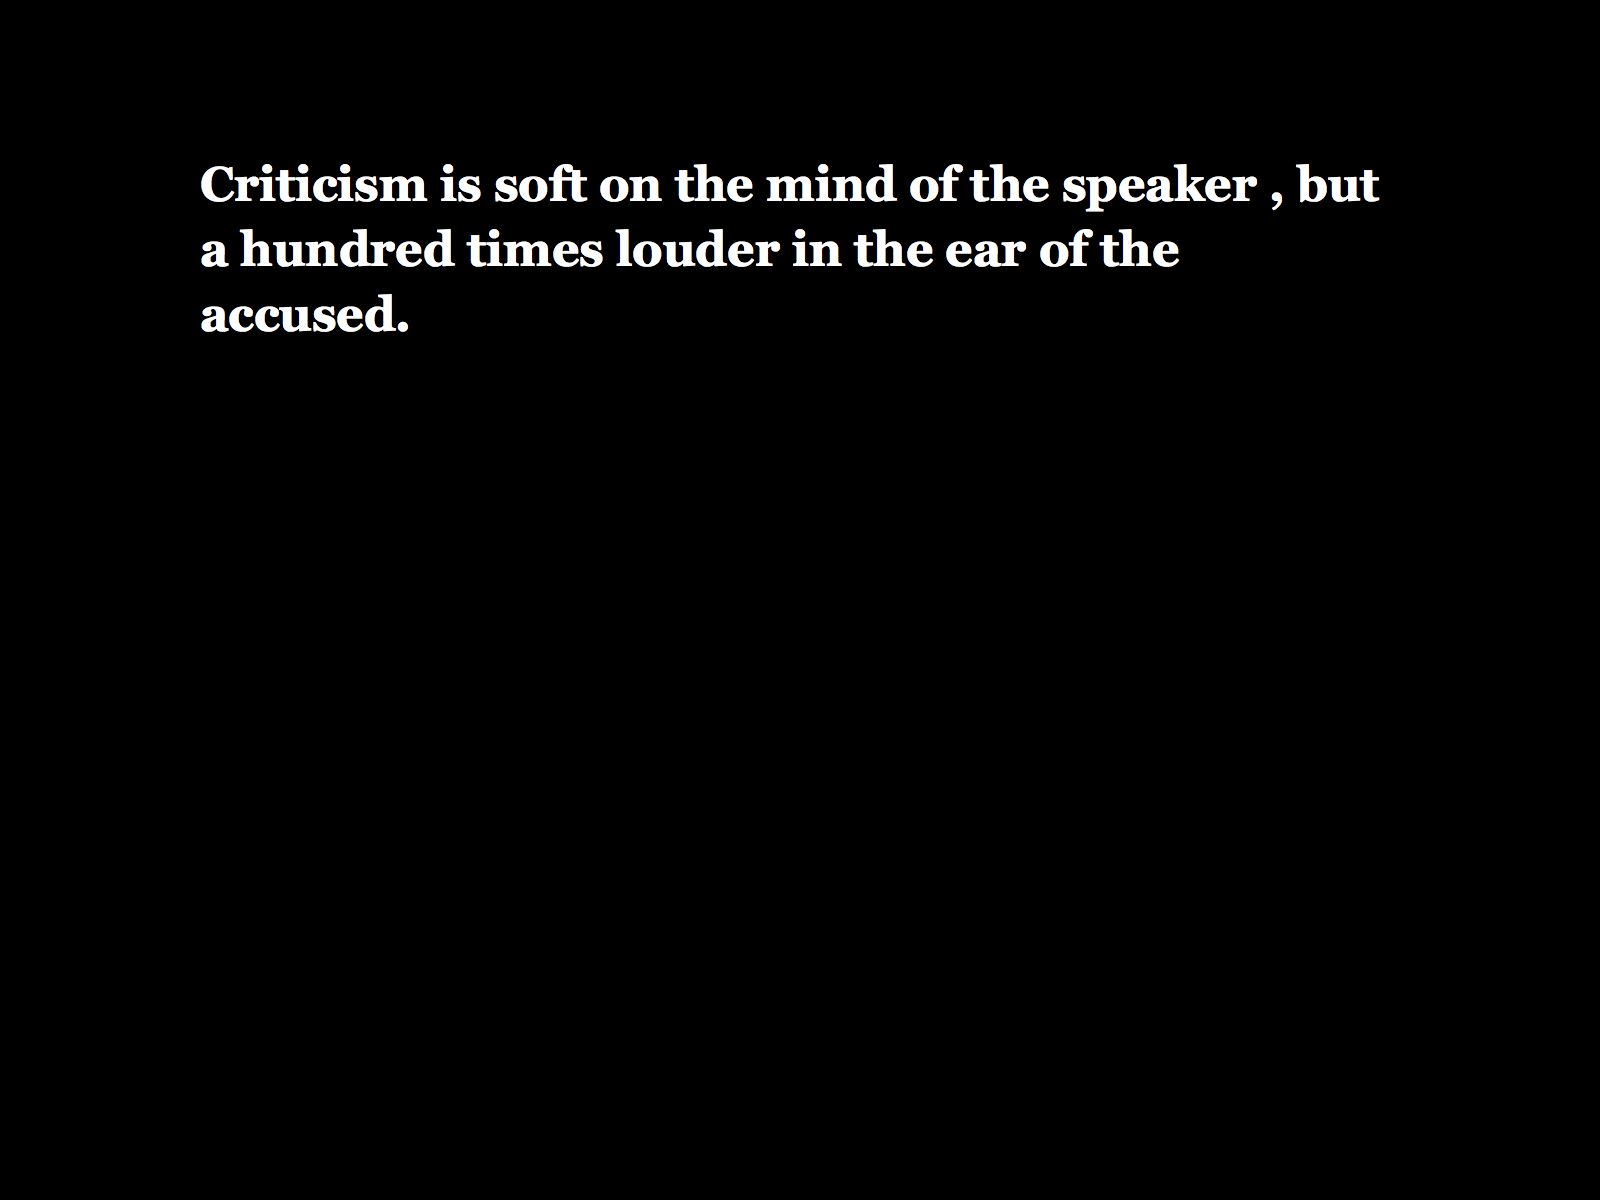 Criticism is soft on the mind of the speaker , but
a hundred times louder in the ear of the
accused.